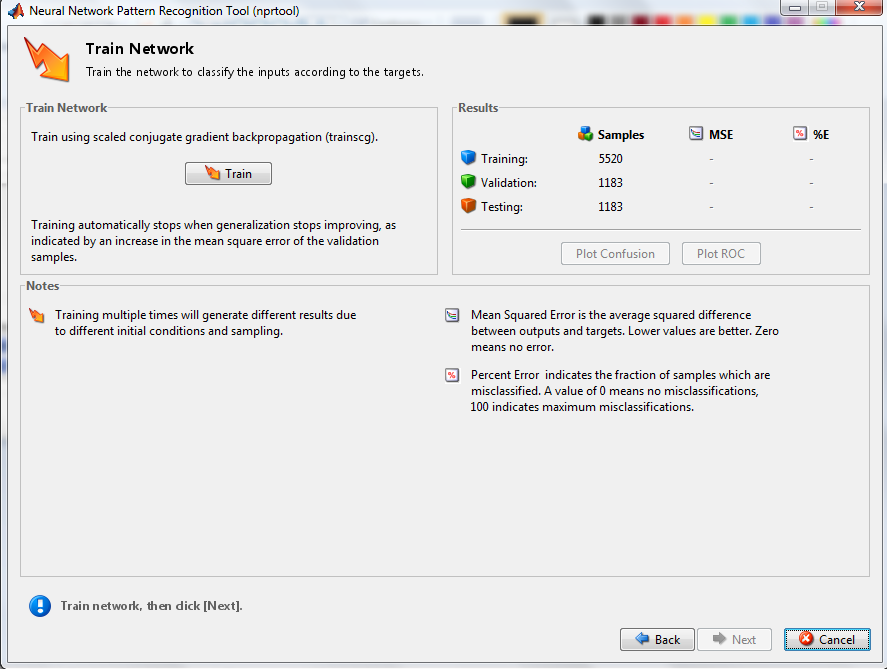 Neural Network Pattern Recognition Tool (nprtool)
Train Network
Train the network to classify the inputs according to the targets.
Train Network
Train using scaled conjugate gradient backpropagation (trainscg).
Train
Training automatically stops when generalization stops improving, as
indicated by an increase in the mean square error of the validation
samples.
Results
Samples MSE %E
Training: 5520 - -
Validation: 1183 - -
Testing: 1183 - -
Plot Confusion Plot ROC
Notes
Training multiple times will generate different results due
to different initial conditions and sampling.
Mean Squared Error is the average squared difference
between outputs and targets. Lower values are better. Zero
means no error.
Percent Error indicates the fraction of samples which are
misclassified. A value of 0 means no misclassifications,
100 indicates maximum misclassifications.
Train network, then click [Next].
Back Next Cancel